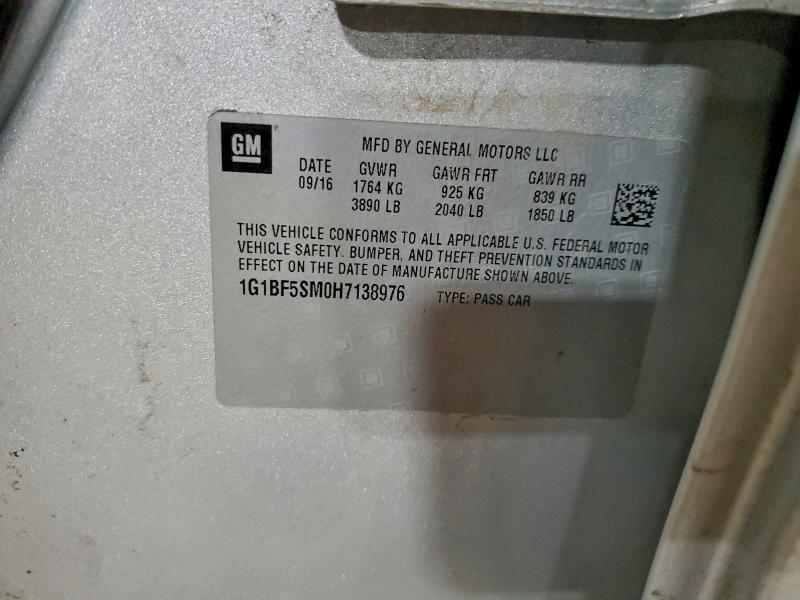 GM
MFD BY GENERAL MOTORS LLC
DATE GVWR GAWR FRT GAWR RR
09/16 1764 KG 925 KG 839 KG
3890 LB 2040 LB 1850 LB
THIS VEHICLE CONFORMS TO ALL APPLICABLE U.S. FEDERAL MOTOR
VEHICLE SAFETY. BUMPER, AND THEFT PREVENTION STANDARDS IN
EFFECT ON THE DATE OF MANUFACTURE SHOWN ABOVE.
1G1BF5SM0H7138976 TYPE: PASS CAR